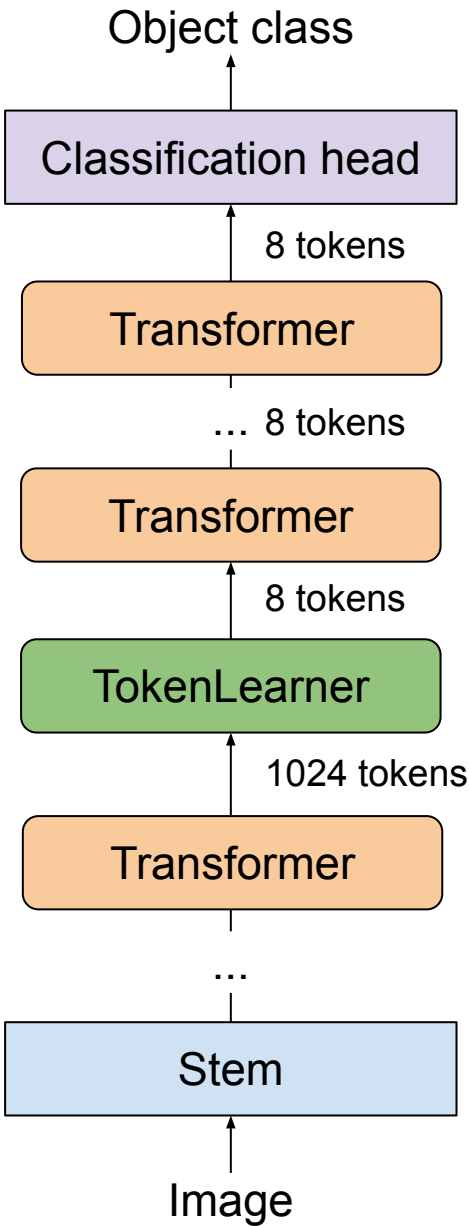 Object class
Classification head
8 tokens
Transformer
... 8 tokens
Transformer
8 tokens
TokenLearner
1024 tokens
Transformer
...
Stem
Image